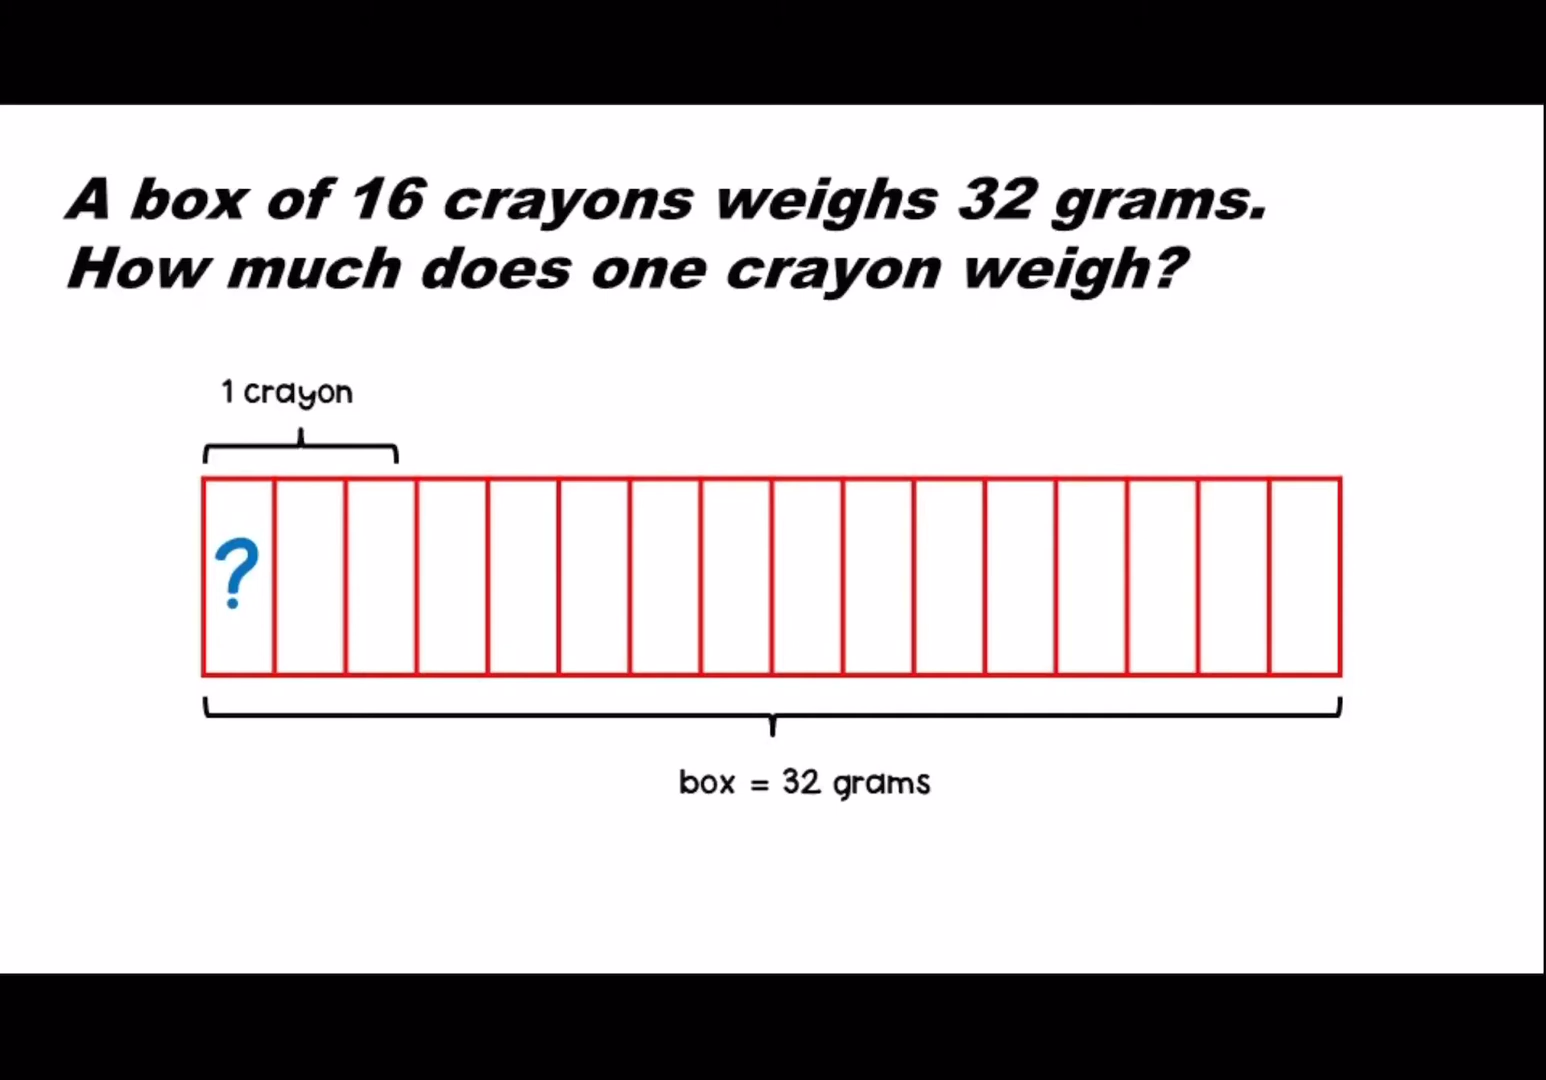 A box of 16 crayons weighs 32 grams.
How much does one crayon weigh?
1 crayon
?
box = 32 grams